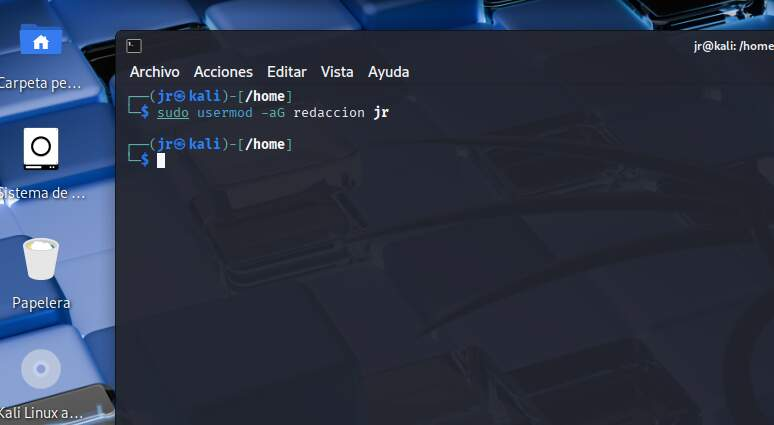 jr@kali: /home
Archivo Acciones Editar Vista Ayuda
Carpeta pe...
┌──(jr㉿kali)-[/home]
└─$ sudo usermod -aG redaccion jr
┌──(jr㉿kali)-[/home]
└─$
Sistema de ...
Papelera
Kali Linux a...